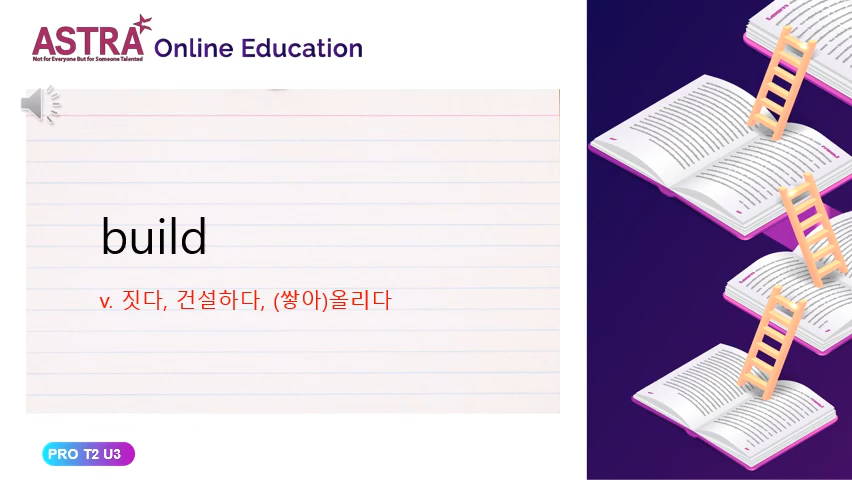 ASTRA Online Education
Not for Everyone But for Someone Talented
build
v. 짓다, 건설하다, (쌓아)올리다
PRO T2 U3